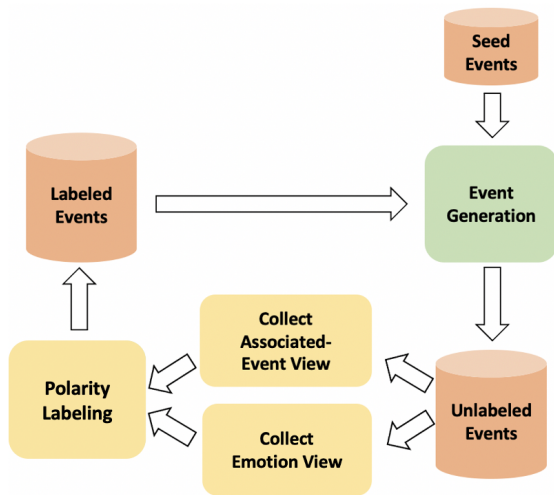 Seed
Events
Labeled
Events
Event
Generation
Collect
Associated-
Event View
Polarity
Labeling
Unlabeled
Events
Collect
Emotion View